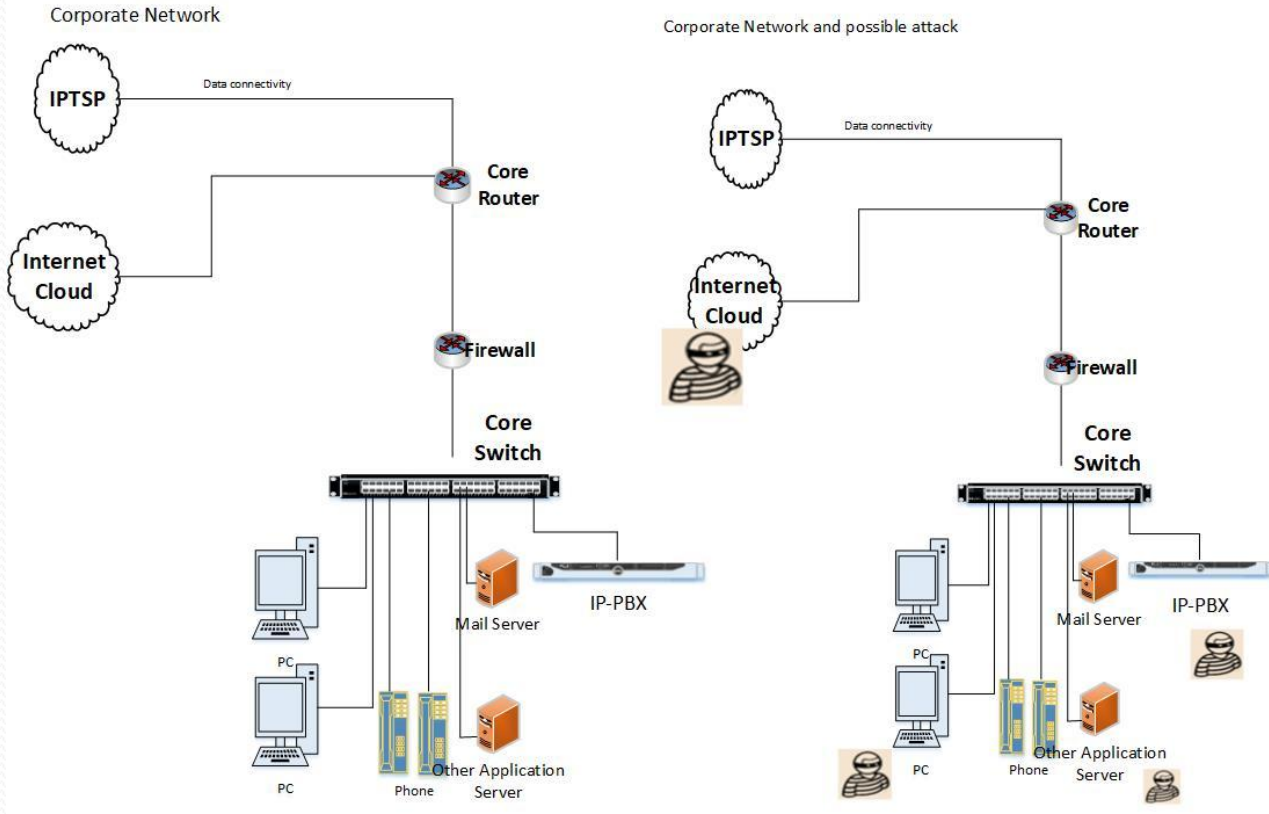 Corporate Network
IPTSP
Data connectivity
Core
Router
Internet
Cloud
Firewall
Core
Switch
PC
Mail Server
IP-PBX
PC
Phone
Other Application
Server
Corporate Network and possible attack
IPTSP
Data connectivity
Core
Router
Internet
Cloud
Firewall
Core
Switch
PC
Mail Server
IP-PBX
PC
Phone
Other Application
Server